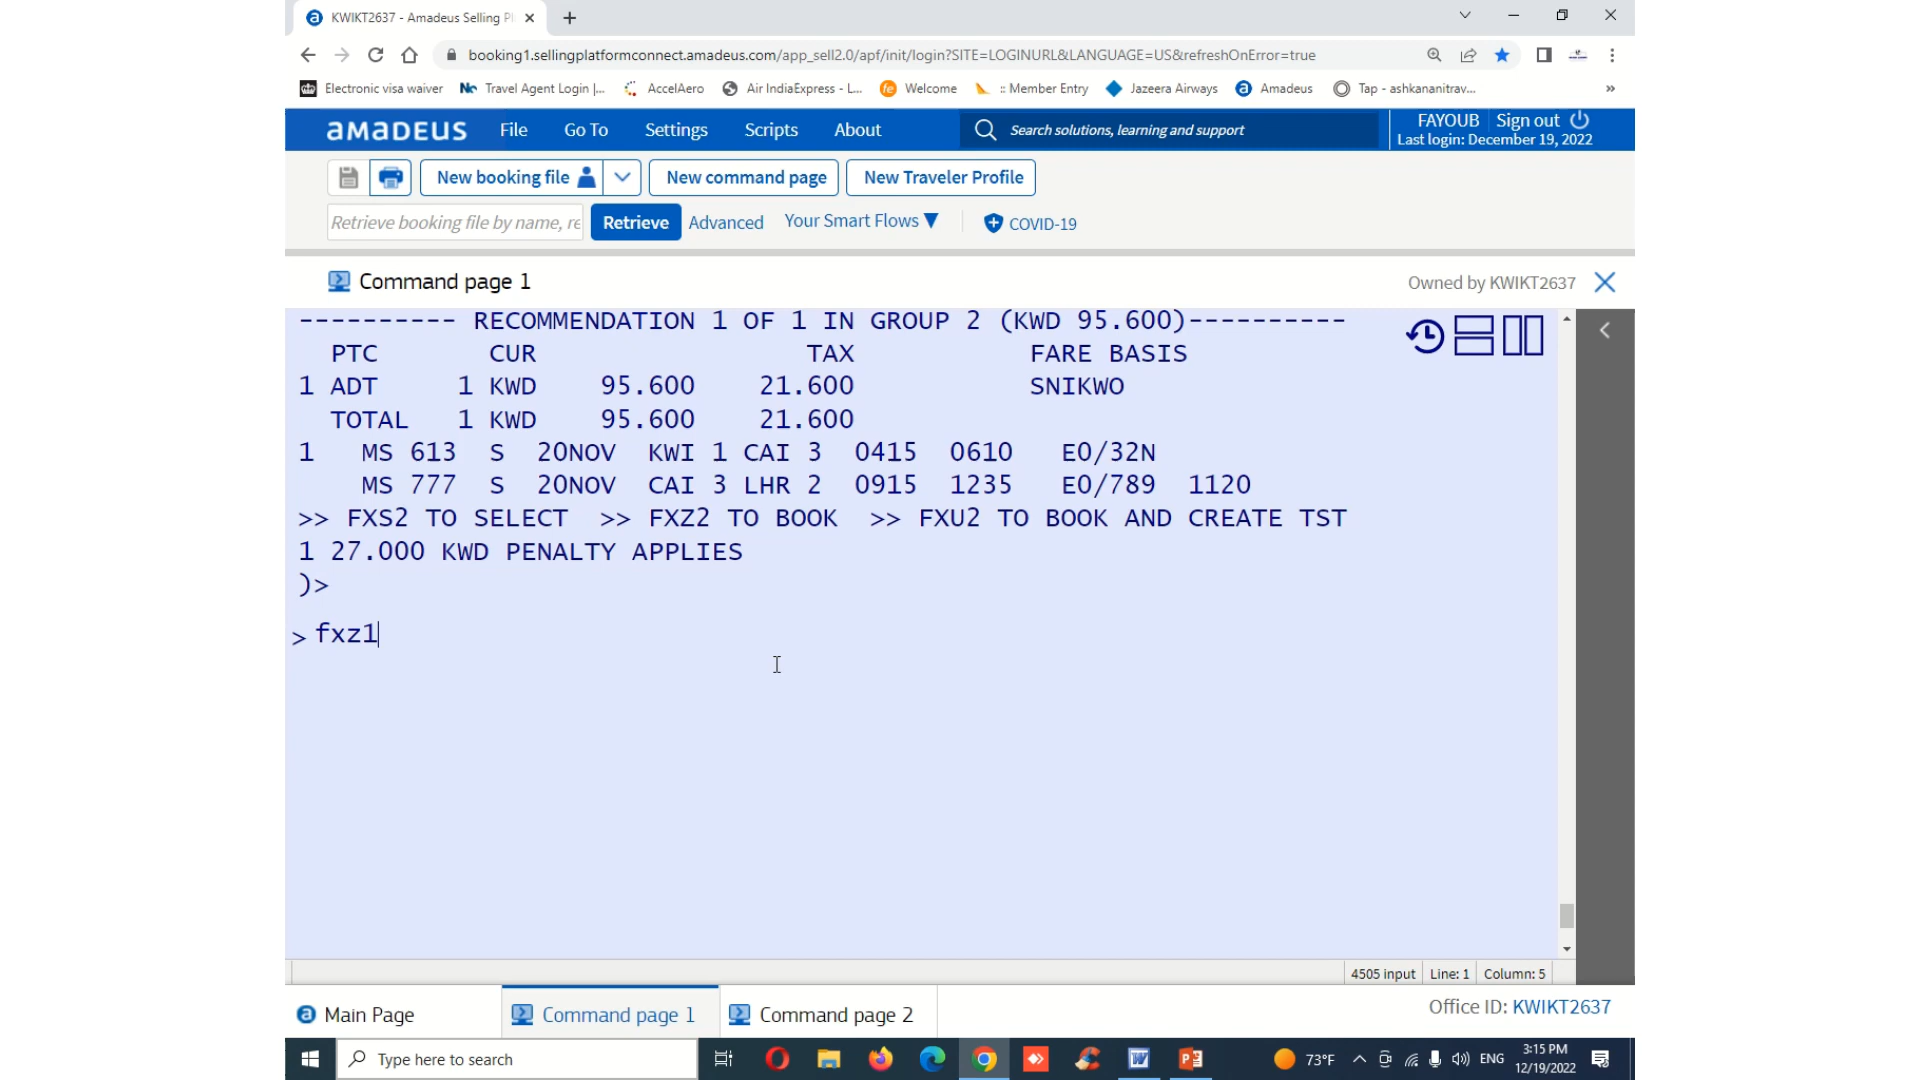 KWIKT2637 - Amadeus Selling Pl
booking1.sellingplatformconnect.amadeus.com/app_sell2.0/apf/init/login?SITE=LOGINURL&LANGUAGE=US&refreshOnError=true
Electronic visa waiver Travel Agent Login |... AccelAero Air IndiaExpress - L... Welcome :: Member Entry Jazeera Airways Amadeus Tap - ashkananitrav... »
amadeus File Go To Settings Scripts About Search solutions, learning and support FAYOUB Sign out
Last login: December 19, 2022
New booking file New command page New Traveler Profile
Retrieve booking file by name, re Retrieve Advanced Your Smart Flows COVID-19
Command page 1 Owned by KWIKT2637
---------- RECOMMENDATION 1 OF 1 IN GROUP 2 (KWD 95.600)----------
PTC CUR TAX FARE BASIS
1 ADT 1 KWD 95.600 21.600 SNIKWO
TOTAL 1 KWD 95.600 21.600
1 MS 613 S 20NOV KWI 1 CAI 3 0415 0610 E0/32N
MS 777 S 20NOV CAI 3 LHR 2 0915 1235 E0/789 1120
>> FXS2 TO SELECT >> FXZ2 TO BOOK >> FXU2 TO BOOK AND CREATE TST
1 27.000 KWD PENALTY APPLIES
)>
> fxz1
4505 input Line: 1 Column: 5
Main Page Command page 1 Command page 2 Office ID: KWIKT2637
Type here to search 73°F ENG 3:15 PM
12/19/2022